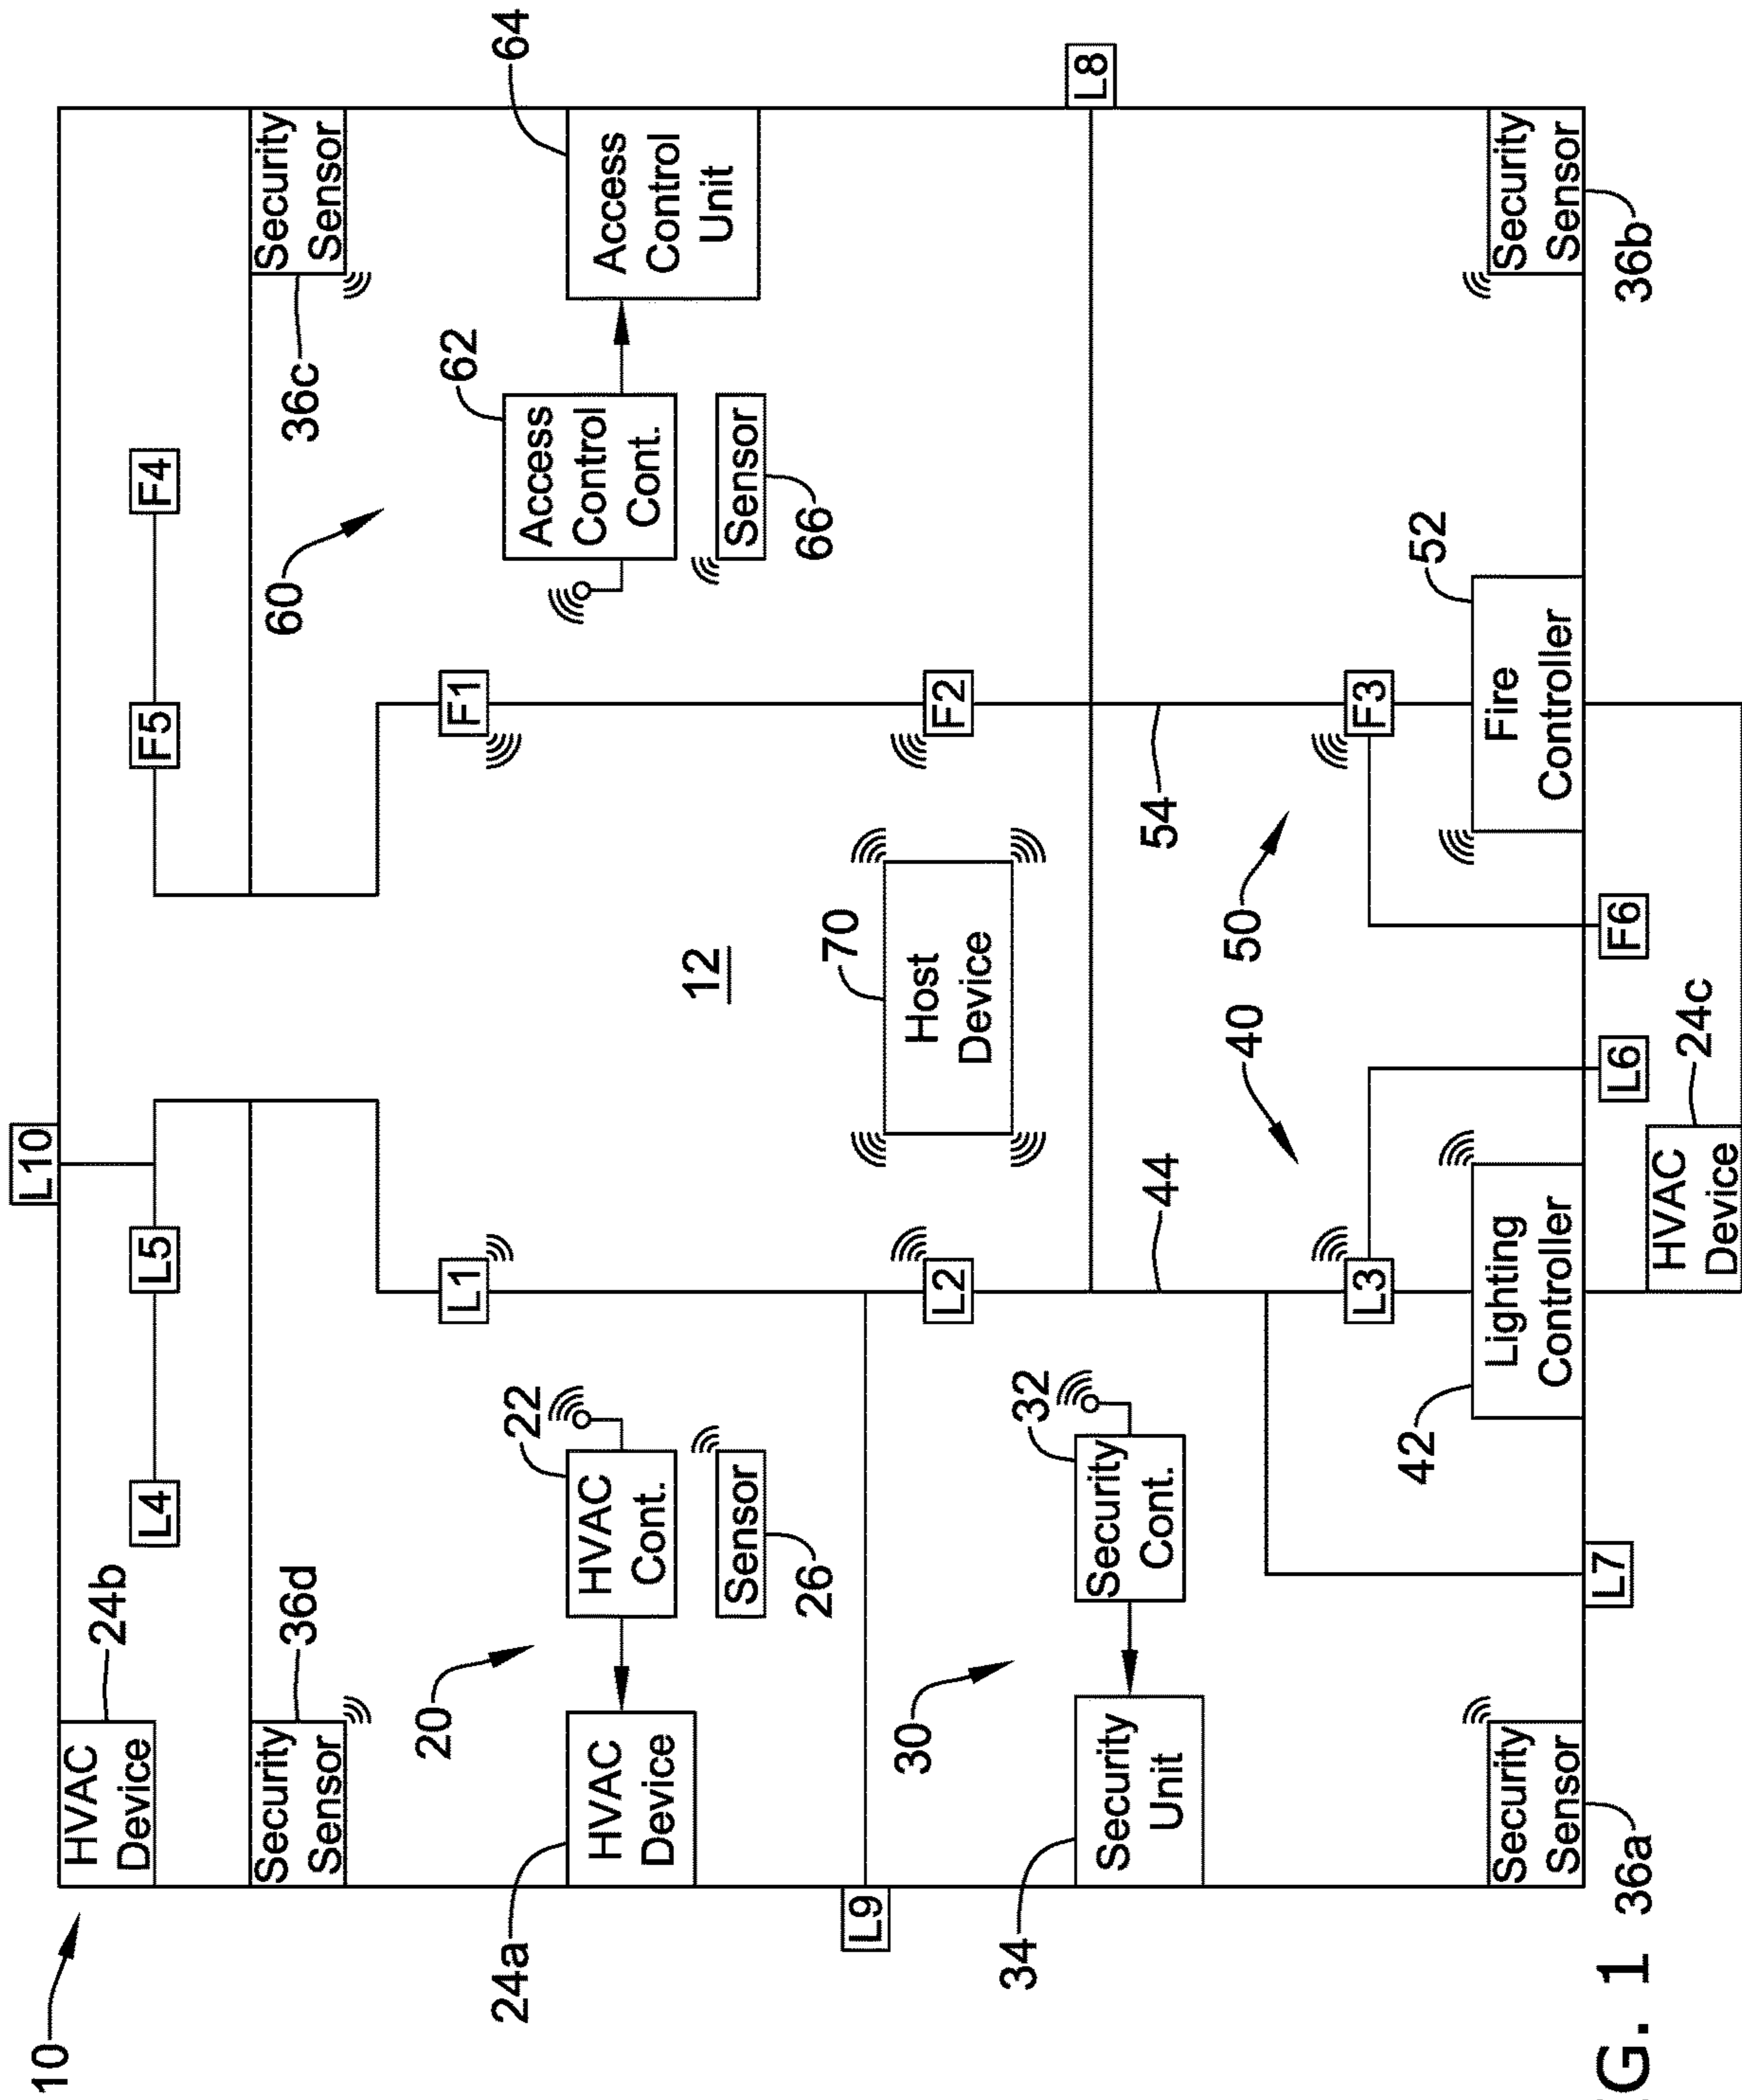 10
L10
HVAC
Device
24b
L4
L5
F5
F4
Security
Sensor
36d
60
36c
Security
Sensor
20
L1
F1
62
64
24a
22
HVAC
Device
HVAC
Cont.
Access
Control
Cont.
Access
Control
Unit
12
Sensor
26
Sensor
66
70
L9
30
Host
Device
L2
F2
34
32
L8
Security
Unit
Security
Cont.
44
54
40
50
L3
F3
42
52
Security
Sensor
Lighting
Controller
Fire
Controller
Security
Sensor
L7
L6
F6
G. 1
36a
36b
HVAC
Device
24c